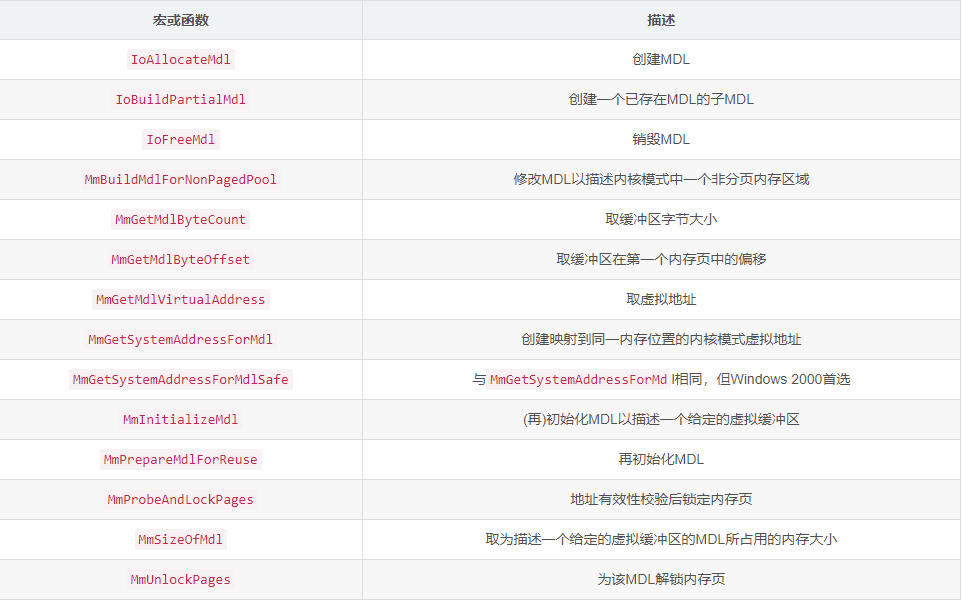 宏或函数 描述
IoAllocateMdl 创建MDL
IoBuildPartialMdl 创建一个已存在MDL的子MDL
IoFreeMdl 销毁MDL
MmBuildMdlForNonPagedPool 修改MDL以描述内核模式中一个非分页内存区域
MmGetMdlByteCount 取缓冲区字节大小
MmGetMdlByteOffset 取缓冲区在第一个内存页中的偏移
MmGetMdlVirtualAddress 取虚拟地址
MmGetSystemAddressForMdl 创建映射到同一内存位置的内核模式虚拟地址
MmGetSystemAddressForMdlSafe 与 MmGetSystemAddressForMd l相同，但Windows 2000首选
MmInitializeMdl (再)初始化MDL以描述一个给定的虚拟缓冲区
MmPrepareMdlForReuse 再初始化MDL
MmProbeAndLockPages 地址有效性校验后锁定内存页
MmSizeOfMdl 取为描述一个给定的虚拟缓冲区的MDL所占用的内存大小
MmUnlockPages 为该MDL解锁内存页